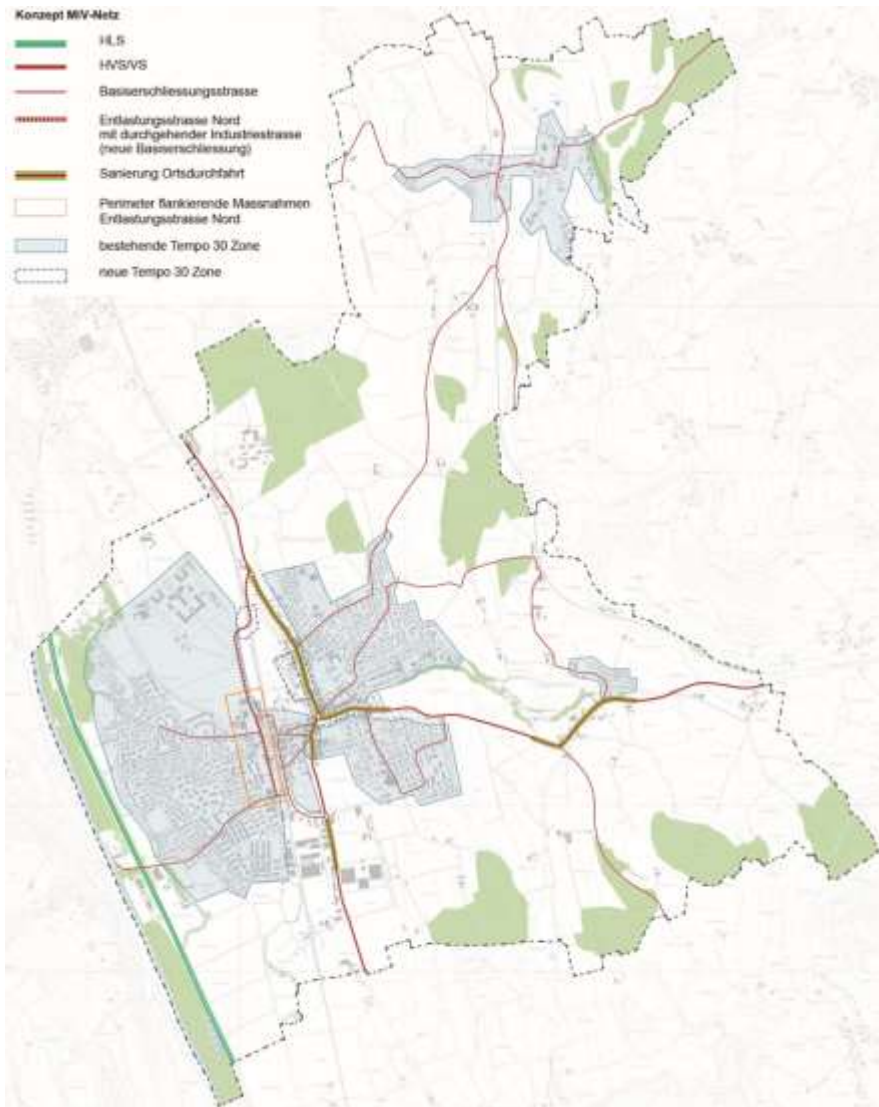 Konzept MIV-Netz
HLS
HVS/VS
Basiserschliessungsstrasse
Entlastungsstrasse Nord
mit durchgehender Industriestrasse
(neue Basiserschliessung)
Sanierung Ortsdurchfahrt
Perimeter flankierende Massnahmen
Entlastungsstrasse Nord
bestehende Tempo 30 Zone
neue Tempo 30 Zone